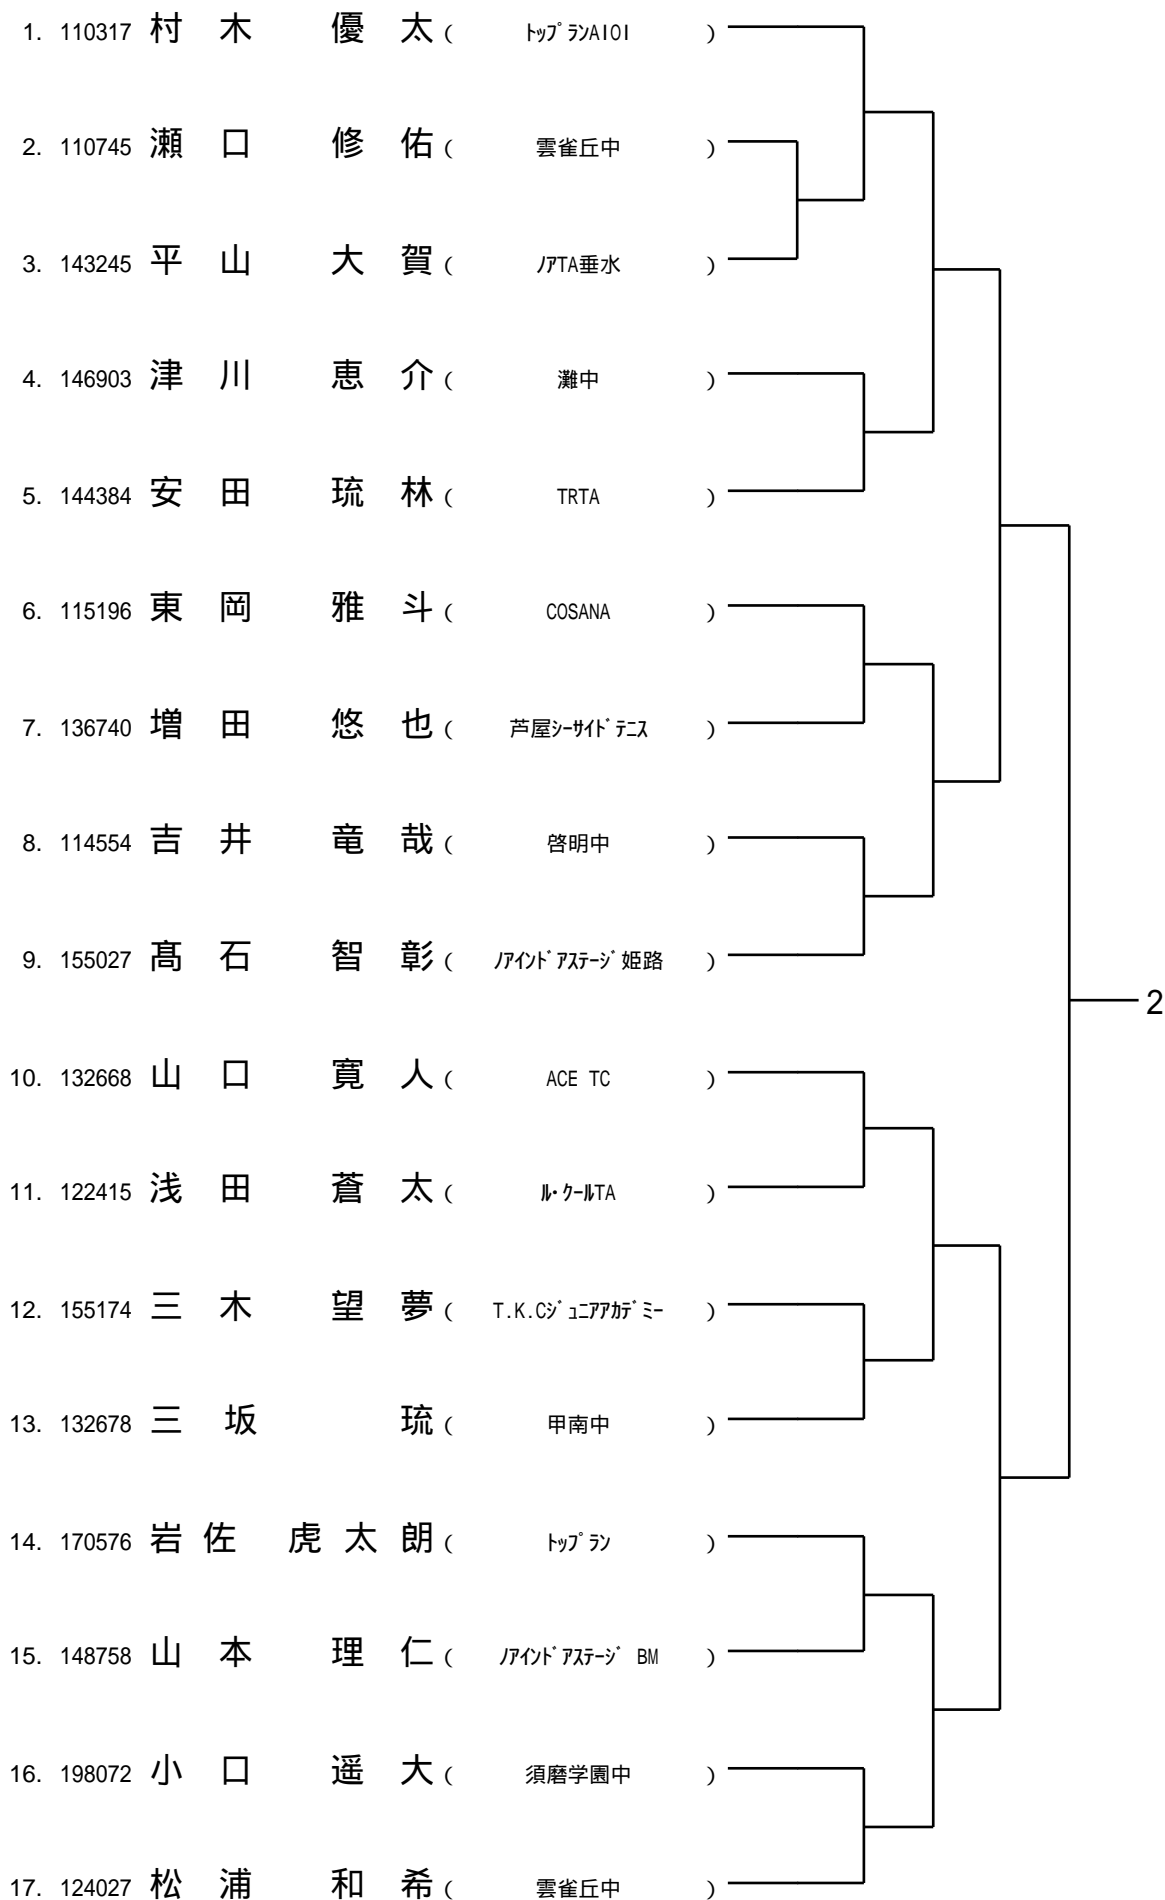 1. 110317 村木 優太 ( ﾄｯﾌﾟﾗﾝAIOI )
2. 110745 瀬口 修佑 ( 雲雀丘中 )
3. 143245 平山 大賀 ( ﾉｱTA垂水 )
4. 146903 津川 恵介 ( 灘中 )
5. 144384 安田 琉林 ( TRTA )
6. 115196 東岡 雅斗 ( COSANA )
7. 136740 増田 悠也 ( 芦屋ｼｰｻｲﾄﾞﾃﾆｽ )
8. 114554 吉井 竜哉 ( 啓明中 )
9. 155027 髙石 智彰 ( ﾉｱｲﾝﾄﾞｱｽﾃｰｼﾞ姫路 )
2
10. 132668 山口 寛人 ( ACE TC )
11. 122415 浅田 蒼太 ( ﾙ･ｸｰﾙTA )
12. 155174 三木 望夢 ( T.K.Cｼﾞｭﾆｱｱｶﾃﾞﾐｰ )
13. 132678 三坂 琉 ( 甲南中 )
14. 170576 岩佐 虎太朗 ( ﾄｯﾌﾟﾗﾝ )
15. 148758 山本 理仁 ( ﾉｱｲﾝﾄﾞｱｽﾃｰｼﾞ BM )
16. 198072 小口 遥大 ( 須磨学園中 )
17. 124027 松浦 和希 ( 雲雀丘中 )